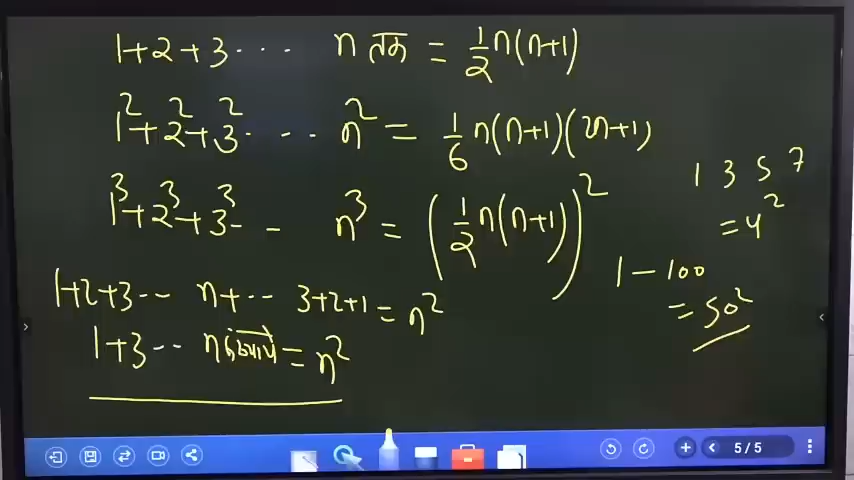 1+2+3 ... n तक = 1/2 n(n+1)
1²+2²+3² ... n² = 1/6 n(n+1)(2n+1)
1³+2³+3³ - - n³ = (1/2 n(n+1))²
1+2+3 -- n+ ... 3+2+1 = n²
1+3 -- n = n²
1 3 5 7
= 4²
1 — 100
= 50²
5/5